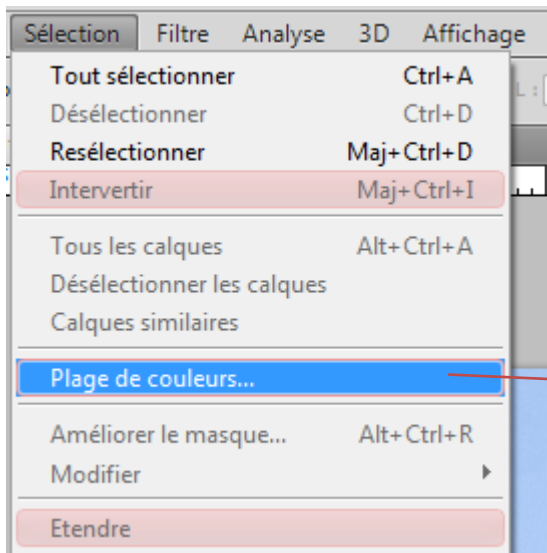 Sélection Filtre Analyse 3D Affichage
Tout sélectionner Ctrl+A
L :
Désélectionner Ctrl+D
Resélectionner Maj+Ctrl+D
Intervertir Maj+Ctrl+I
Tous les calques Alt+Ctrl+A
Désélectionner les calques
Calques similaires
Plage de couleurs...
Améliorer le masque... Alt+Ctrl+R
Modifier
Etendre